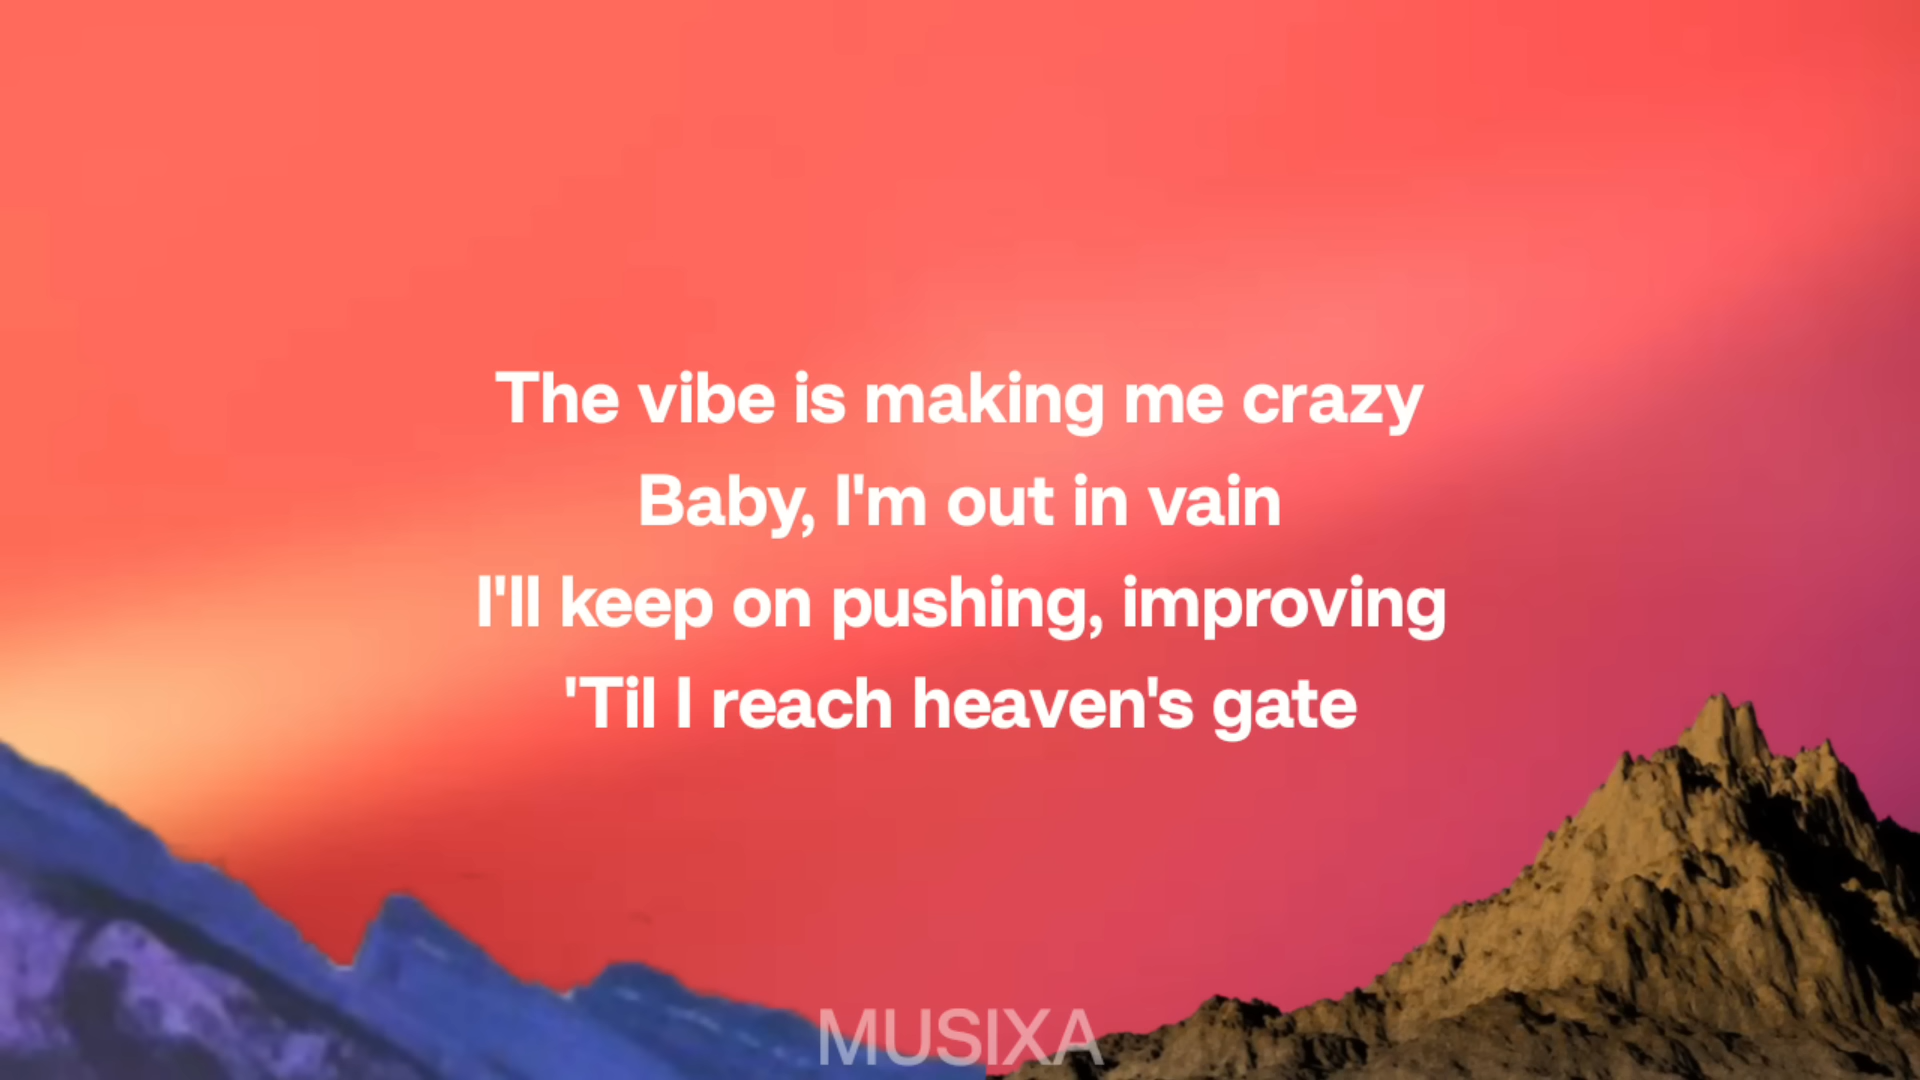 The vibe is making me crazy
Baby, I'm out in vain
I'll keep on pushing, improving
'Til I reach heaven's gate
MUSIXA